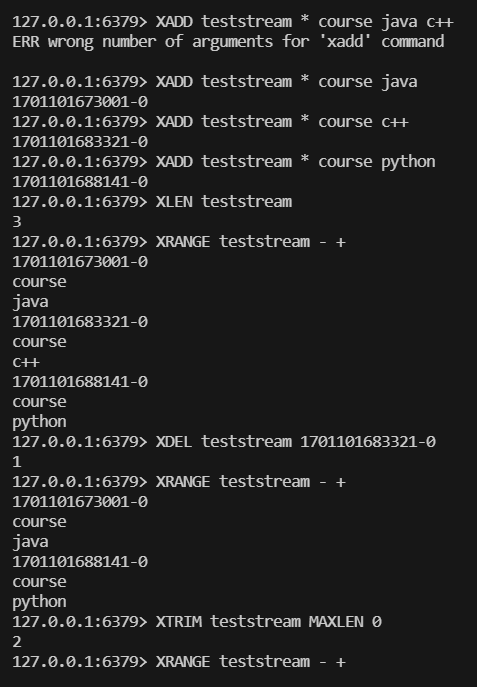 127.0.0.1:6379> XADD teststream * course java c++
ERR wrong number of arguments for 'xadd' command
127.0.0.1:6379> XADD teststream * course java
1701101673001-0
127.0.0.1:6379> XADD teststream * course c++
1701101683321-0
127.0.0.1:6379> XADD teststream * course python
1701101688141-0
127.0.0.1:6379> XLEN teststream
3
127.0.0.1:6379> XRANGE teststream - +
1701101673001-0
course
java
1701101683321-0
course
c++
1701101688141-0
course
python
127.0.0.1:6379> XDEL teststream 1701101683321-0
1
127.0.0.1:6379> XRANGE teststream - +
1701101673001-0
course
java
1701101688141-0
course
python
127.0.0.1:6379> XTRIM teststream MAXLEN 0
2
127.0.0.1:6379> XRANGE teststream - +